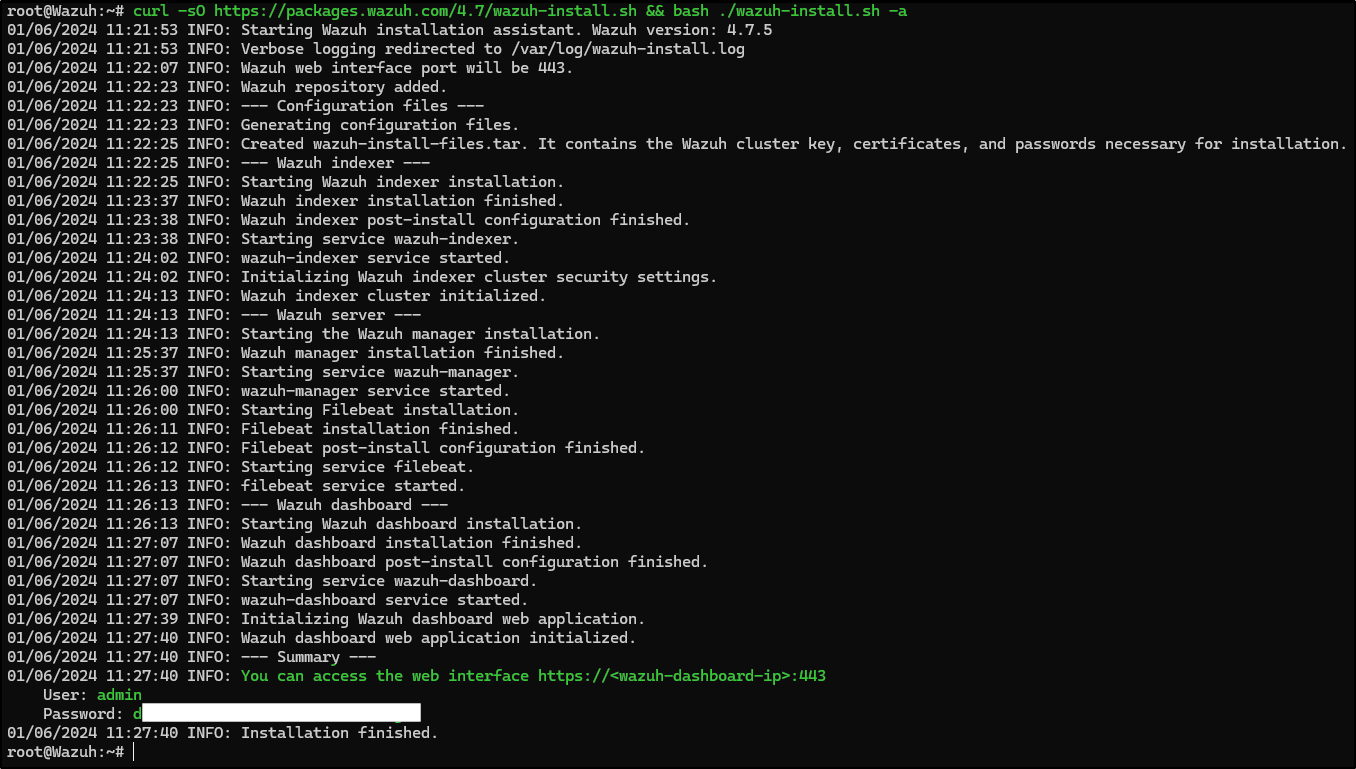 root@Wazuh:~# curl -sO https://packages.wazuh.com/4.7/wazuh-install.sh && bash ./wazuh-install.sh -a
01/06/2024 11:21:53 INFO: Starting Wazuh installation assistant. Wazuh version: 4.7.5
01/06/2024 11:21:53 INFO: Verbose logging redirected to /var/log/wazuh-install.log
01/06/2024 11:22:07 INFO: Wazuh web interface port will be 443.
01/06/2024 11:22:23 INFO: Wazuh repository added.
01/06/2024 11:22:23 INFO: --- Configuration files ---
01/06/2024 11:22:23 INFO: Generating configuration files.
01/06/2024 11:22:25 INFO: Created wazuh-install-files.tar. It contains the Wazuh cluster key, certificates, and passwords necessary for installation.
01/06/2024 11:22:25 INFO: --- Wazuh indexer ---
01/06/2024 11:22:25 INFO: Starting Wazuh indexer installation.
01/06/2024 11:23:37 INFO: Wazuh indexer installation finished.
01/06/2024 11:23:38 INFO: Wazuh indexer post-install configuration finished.
01/06/2024 11:23:38 INFO: Starting service wazuh-indexer.
01/06/2024 11:24:02 INFO: wazuh-indexer service started.
01/06/2024 11:24:02 INFO: Initializing Wazuh indexer cluster security settings.
01/06/2024 11:24:13 INFO: Wazuh indexer cluster initialized.
01/06/2024 11:24:13 INFO: --- Wazuh server ---
01/06/2024 11:24:13 INFO: Starting the Wazuh manager installation.
01/06/2024 11:25:37 INFO: Wazuh manager installation finished.
01/06/2024 11:25:37 INFO: Starting service wazuh-manager.
01/06/2024 11:26:00 INFO: wazuh-manager service started.
01/06/2024 11:26:00 INFO: Starting Filebeat installation.
01/06/2024 11:26:11 INFO: Filebeat installation finished.
01/06/2024 11:26:12 INFO: Filebeat post-install configuration finished.
01/06/2024 11:26:12 INFO: Starting service filebeat.
01/06/2024 11:26:13 INFO: filebeat service started.
01/06/2024 11:26:13 INFO: --- Wazuh dashboard ---
01/06/2024 11:26:13 INFO: Starting Wazuh dashboard installation.
01/06/2024 11:27:07 INFO: Wazuh dashboard installation finished.
01/06/2024 11:27:07 INFO: Wazuh dashboard post-install configuration finished.
01/06/2024 11:27:07 INFO: Starting service wazuh-dashboard.
01/06/2024 11:27:07 INFO: wazuh-dashboard service started.
01/06/2024 11:27:39 INFO: Initializing Wazuh dashboard web application.
01/06/2024 11:27:40 INFO: Wazuh dashboard web application initialized.
01/06/2024 11:27:40 INFO: --- Summary ---
01/06/2024 11:27:40 INFO: You can access the web interface https://<wazuh-dashboard-ip>:443
User: admin
Password:
01/06/2024 11:27:40 INFO: Installation finished.
root@Wazuh:~#